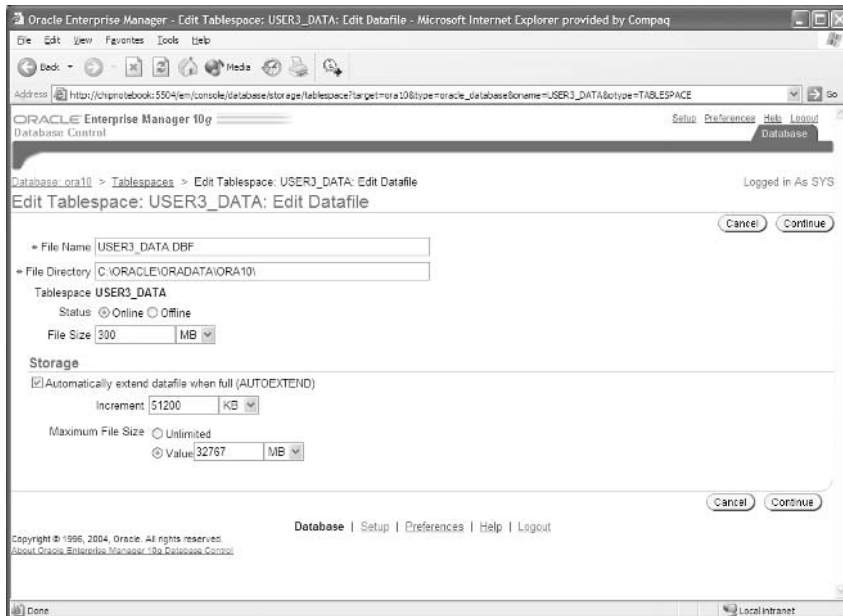 Oracle Enterprise Manager - Edit Tablespace: USER3_DATA: Edit Datafile - Microsoft Internet Explorer provided by Compaq
File Edit View Favorites Tools Help
Back Media
Address http://chipnotebook:5504/em/console/database/storage/tablespace?target=ora10&type=oracle_database&oname=USER3_DATA&otype=TABLESPACE Go
ORACLE Enterprise Manager 10g Setup Preferences Help Logout
Database Control Database
Database: ora10 > Tablespaces > Edit Tablespace: USER3_DATA: Edit Datafile Logged in As SYS
Edit Tablespace: USER3_DATA: Edit Datafile
Cancel Continue
* File Name USER3_DATA.DBF
* File Directory C:\ORACLE\ORADATA\ORA10\
Tablespace USER3_DATA
Status Online Offline
File Size 300 MB
Storage
Automatically extend datafile when full (AUTOEXTEND)
Increment 51200 KB
Maximum File Size Unlimited
Value 32767 MB
Cancel Continue
Database | Setup | Preferences | Help | Logout
Copyright © 1996, 2004, Oracle. All rights reserved.
About Oracle Enterprise Manager 10g Database Control
Done Local intranet